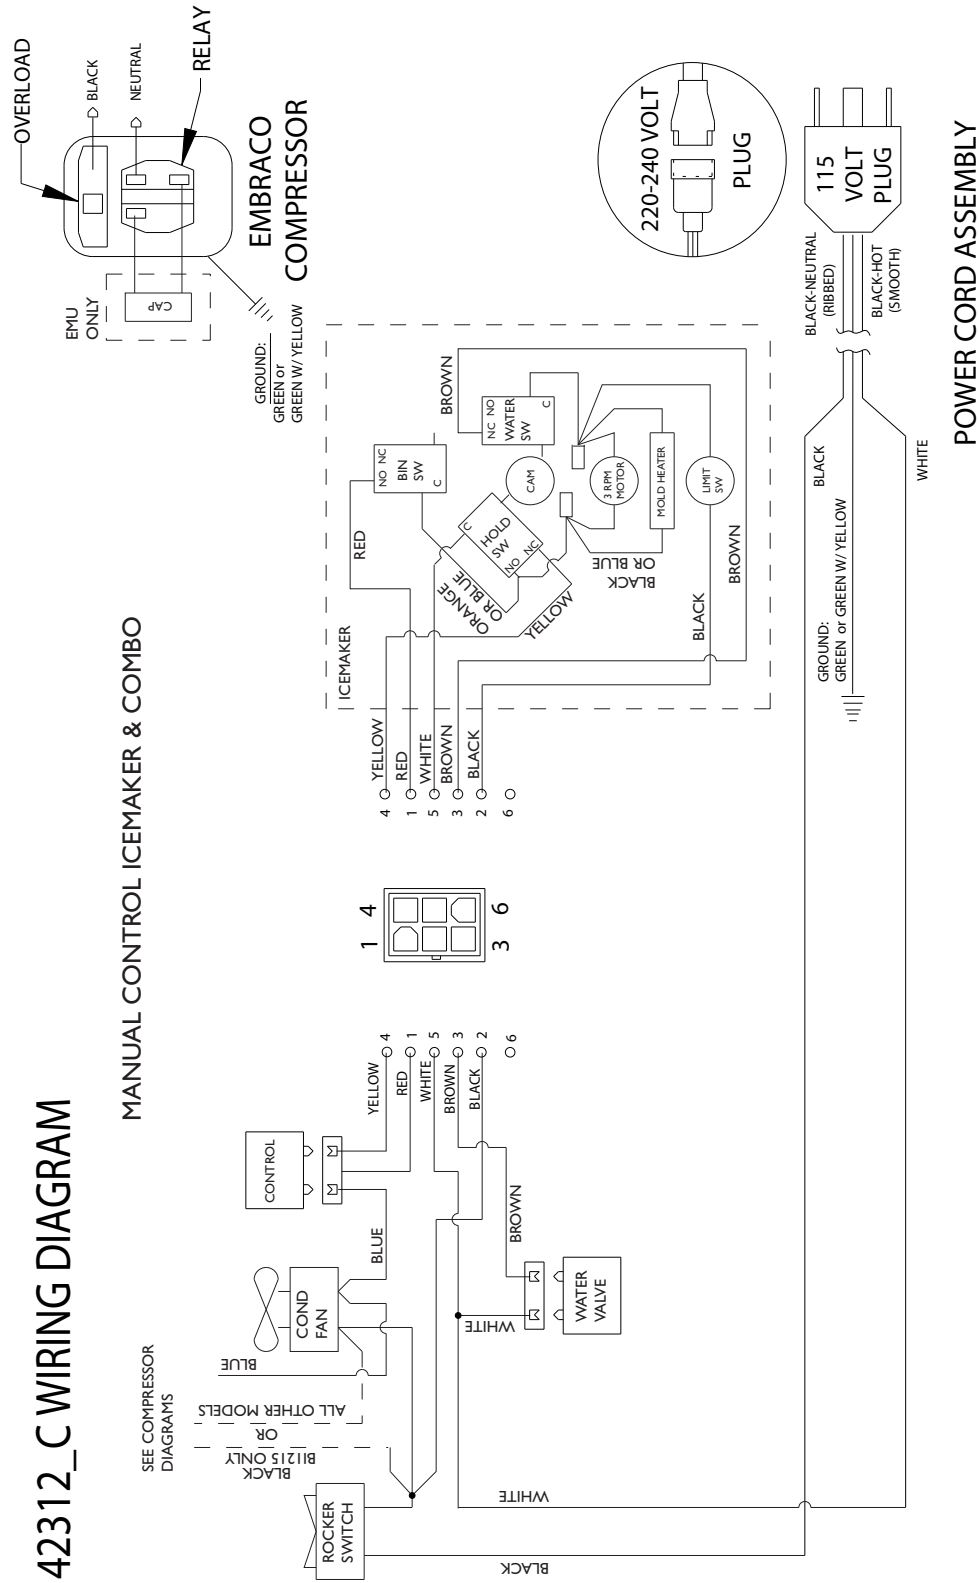 42312_C WIRING DIAGRAM
MANUAL CONTROL ICEMAKER & COMBO
OVERLOAD
BLACK
NEUTRAL
RELAY
EMU
ONLY
CAP
EMBRACO
COMPRESSOR
GROUND:
GREEN or
GREEN W/ YELLOW
SEE COMPRESSOR
DIAGRAMS
BLACK
BI1215 ONLY
OR
ALL OTHER MODELS
BLUE
ROCKER
SWITCH
COND
FAN
CONTROL
BLUE
YELLOW
RED
WHITE
BROWN
BLACK
4
1
5
3
2
6
WHITE
BROWN
WATER
VALVE
WHITE
BLACK
1 4
3 6
4
1
5
3
2
6
YELLOW
RED
WHITE
BROWN
BLACK
ICEMAKER
RED
NO NC
BIN
SW
C
BROWN
NC NO
WATER
SW
C
CAM
C
HOLD
SW
NO NC
ORANGE
OR BLUE
YELLOW
3 RPM
MOTOR
MOLD HEATER
BLACK
OR BLUE
LIMIT
SW
BLACK
BROWN
220-240 VOLT
PLUG
115
VOLT
PLUG
BLACK-NEUTRAL
(RIBBED)
BLACK-HOT
(SMOOTH)
BLACK
GROUND:
GREEN or GREEN W/ YELLOW
WHITE
POWER CORD ASSEMBLY